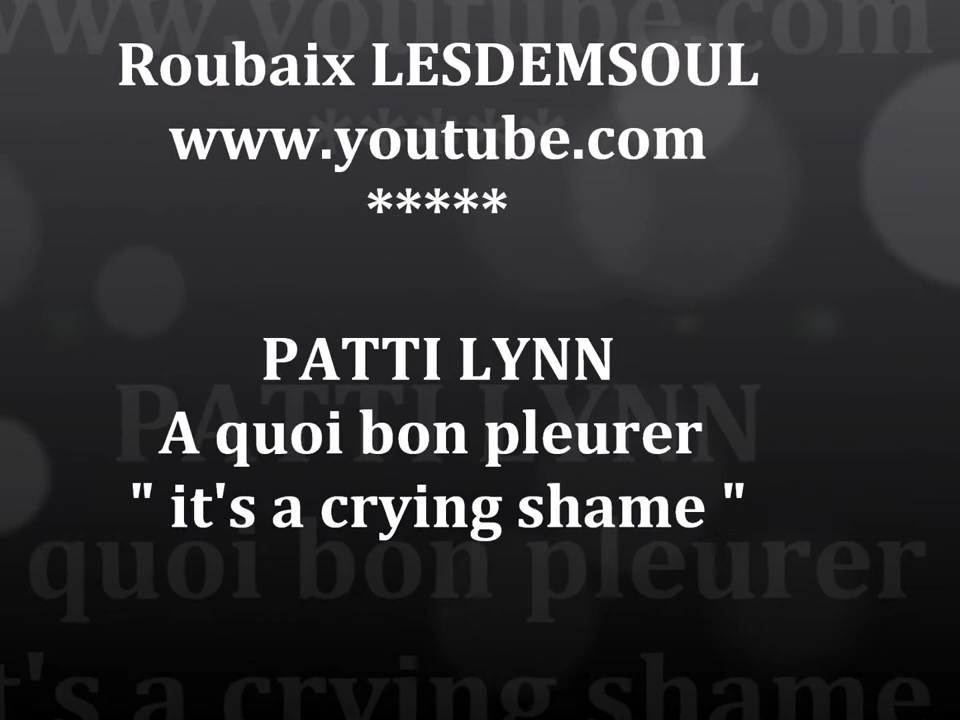 Roubaix LESDEMSOUL
www.youtube.com
*****
PATTI LYNN
A quoi bon pleurer
" it's a crying shame "